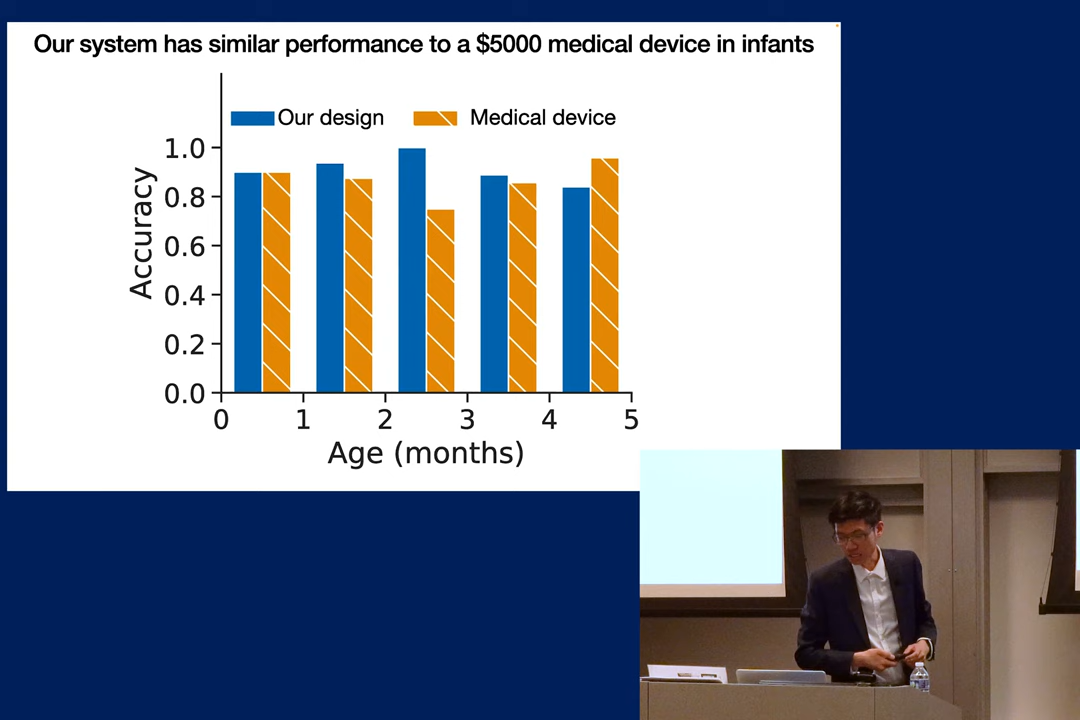 Our system has similar performance to a $5000 medical device in infants
Our design
Medical device
1.0
0.8
0.6
0.4
0.2
0.0
Accuracy
0 1 2 3 4 5
Age (months)